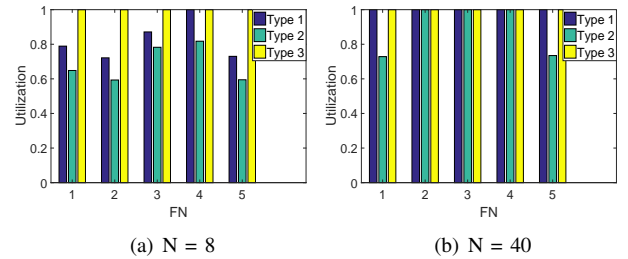 1
0.8
0.6
0.4
0.2
0
Utilization
1 2 3 4 5
FN
Type 1
Type 2
Type 3
(a) N = 8
1
0.8
0.6
0.4
0.2
0
Utilization
1 2 3 4 5
FN
Type 1
Type 2
Type 3
(b) N = 40